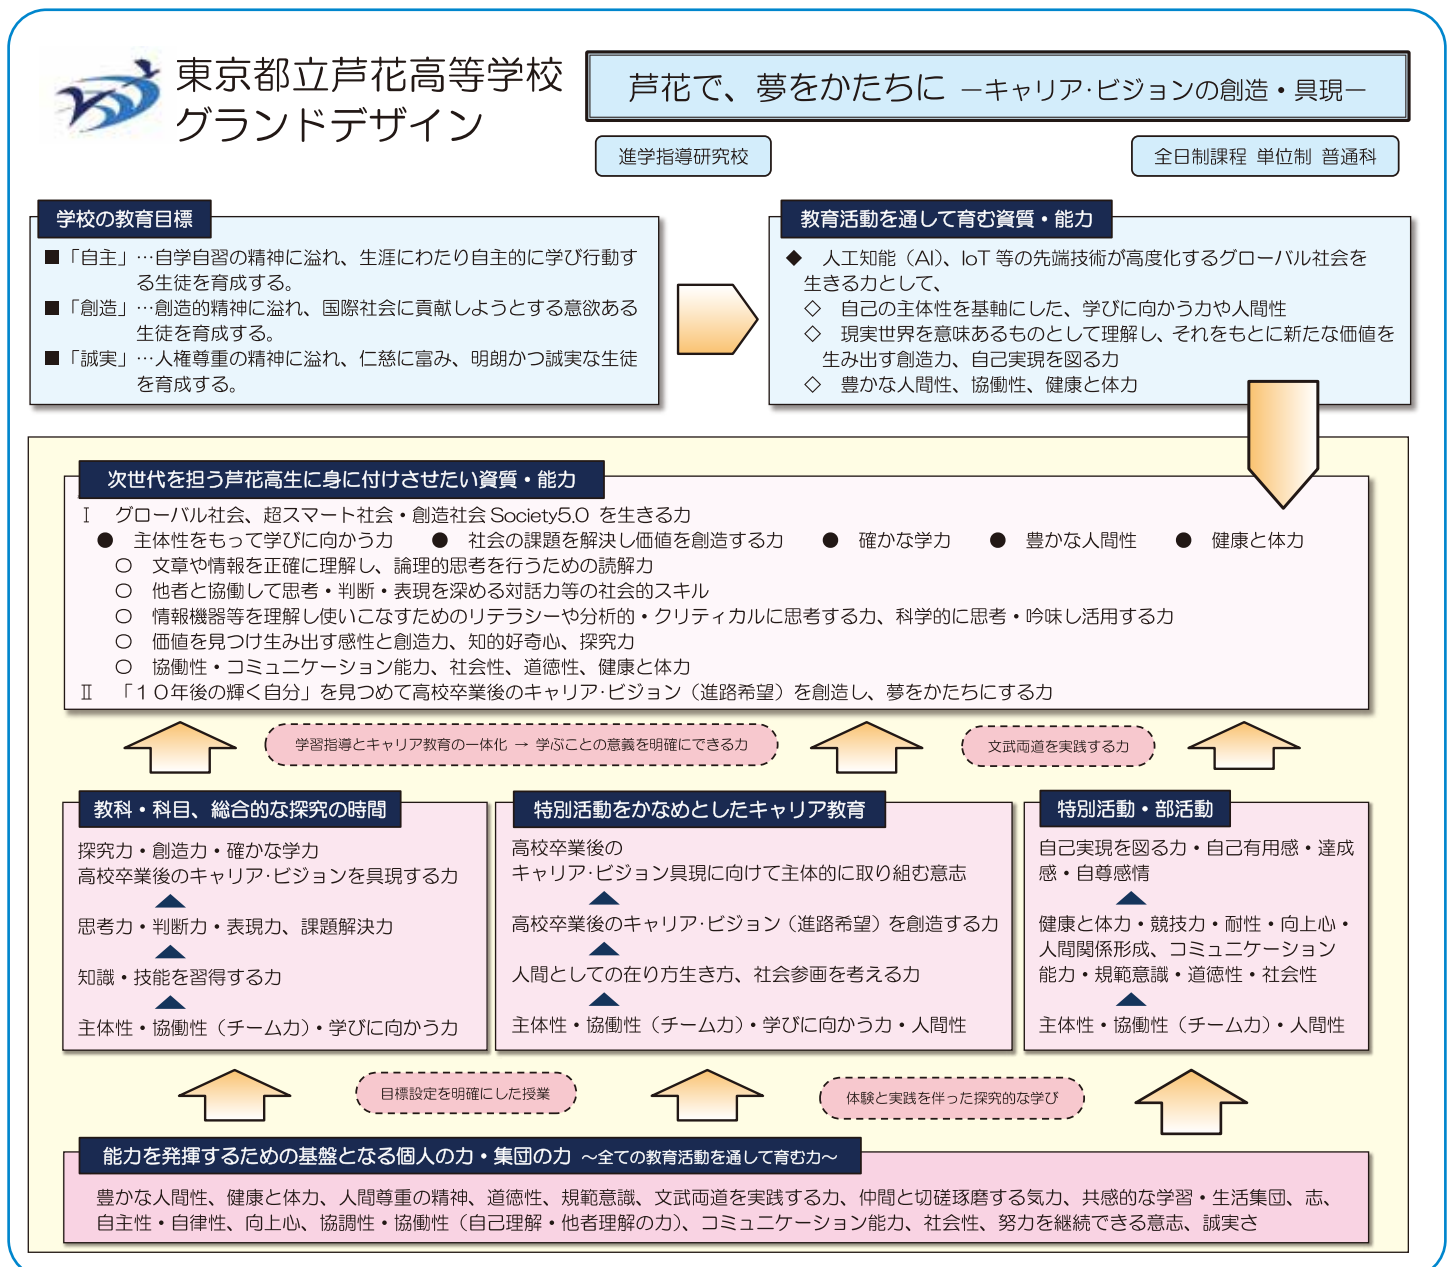 東京都立芦花高等学校
グランドデザイン
芦花で、夢をかたちに ―キャリア・ビジョンの創造・具現―
進学指導研究校
全日制課程 単位制 普通科
学校の教育目標
■「自主」…自学自習の精神に溢れ、生涯にわたり自主的に学び行動す
る生徒を育成する。
■「創造」…創造的精神に溢れ、国際社会に貢献しようとする意欲ある
生徒を育成する。
■「誠実」…人権尊重の精神に溢れ、仁慈に富み、明朗かつ誠実な生徒
を育成する。
教育活動を通して育む資質・能力
◆ 人工知能（AI）、IoT 等の先端技術が高度化するグローバル社会を
生きる力として、
◇ 自己の主体性を基軸にした、学びに向かう力や人間性
◇ 現実世界を意味あるものとして理解し、それをもとに新たな価値を
生み出す創造力、自己実現を図る力
◇ 豊かな人間性、協働性、健康と体力
次世代を担う芦花高生に身に付けさせたい資質・能力
Ⅰ グローバル社会、超スマート社会・創造社会 Society5.0 を生きる力
● 主体性をもって学びに向かう力 ● 社会の課題を解決し価値を創造する力 ● 確かな学力 ● 豊かな人間性 ● 健康と体力
○ 文章や情報を正確に理解し、論理的思考を行うための読解力
○ 他者と協働して思考・判断・表現を深める対話力等の社会的スキル
○ 情報機器等を理解し使いこなすためのリテラシーや分析的・クリティカルに思考する力、科学的に思考・吟味し活用する力
○ 価値を見つけ生み出す感性と創造力、知的好奇心、探究力
○ 協働性・コミュニケーション能力、社会性、道徳性、健康と体力
Ⅱ 「１０年後の輝く自分」を見つめて高校卒業後のキャリア・ビジョン（進路希望）を創造し、夢をかたちにする力
学習指導とキャリア教育の一体化 → 学ぶことの意義を明確にできる力
文武両道を実践する力
教科・科目、総合的な探究の時間
探究力・創造力・確かな学力
高校卒業後のキャリア・ビジョンを具現する力
思考力・判断力・表現力、課題解決力
知識・技能を習得する力
主体性・協働性（チーム力）・学びに向かう力
特別活動をかなめとしたキャリア教育
高校卒業後の
キャリア・ビジョン具現に向けて主体的に取り組む意志
高校卒業後のキャリア・ビジョン（進路希望）を創造する力
人間としての在り方生き方、社会参画を考える力
主体性・協働性（チーム力）・学びに向かう力・人間性
特別活動・部活動
自己実現を図る力・自己有用感・達成
感・自尊感情
健康と体力・競技力・耐性・向上心・
人間関係形成、コミュニケーション
能力・規範意識・道徳性・社会性
主体性・協働性（チーム力）・人間性
目標設定を明確にした授業
体験と実践を伴った探究的な学び
能力を発揮するための基盤となる個人の力・集団の力 ～全ての教育活動を通して育む力～
豊かな人間性、健康と体力、人間尊重の精神、道徳性、規範意識、文武両道を実践する力、仲間と切磋琢磨する気力、共感的な学習・生活集団、志、
自主性・自律性、向上心、協調性・協働性（自己理解・他者理解の力）、コミュニケーション能力、社会性、努力を継続できる意志、誠実さ